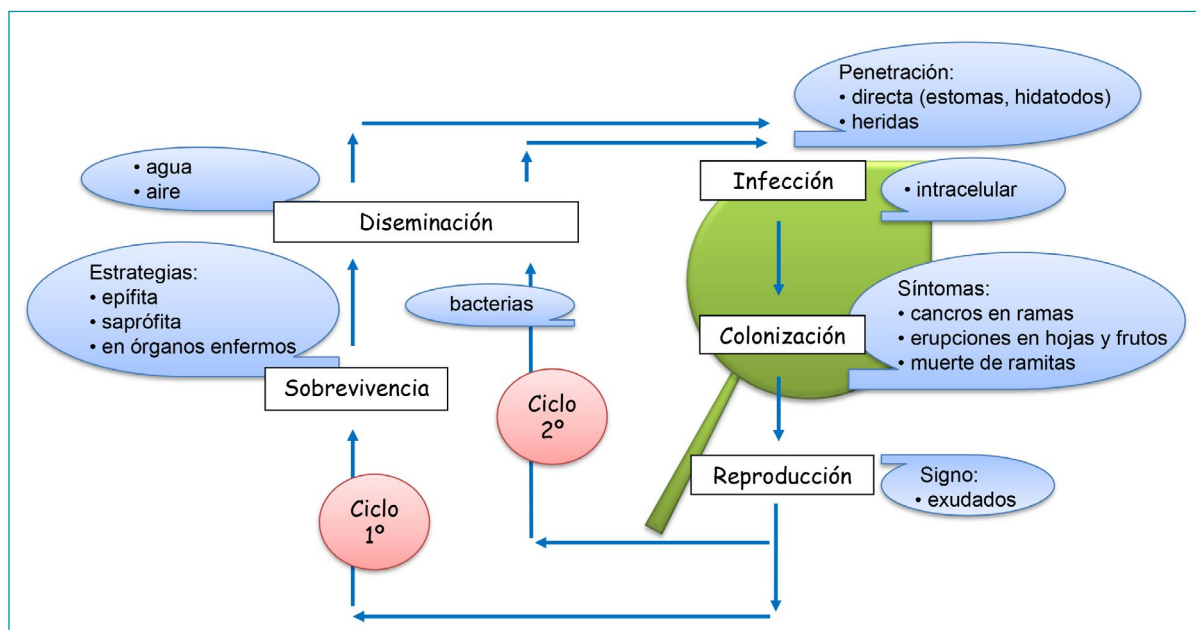 Penetración:
• directa (estomas, hidatodos)
• heridas
• agua
• aire
Infección
• intracelular
Diseminación
Estrategias:
• epífita
• saprófita
• en órganos enfermos
bacterias
Síntomas:
• cancros en ramas
• erupciones en hojas y frutos
• muerte de ramitas
Colonización
Sobrevivencia
Ciclo
2º
Reproducción
Signo:
• exudados
Ciclo
1º